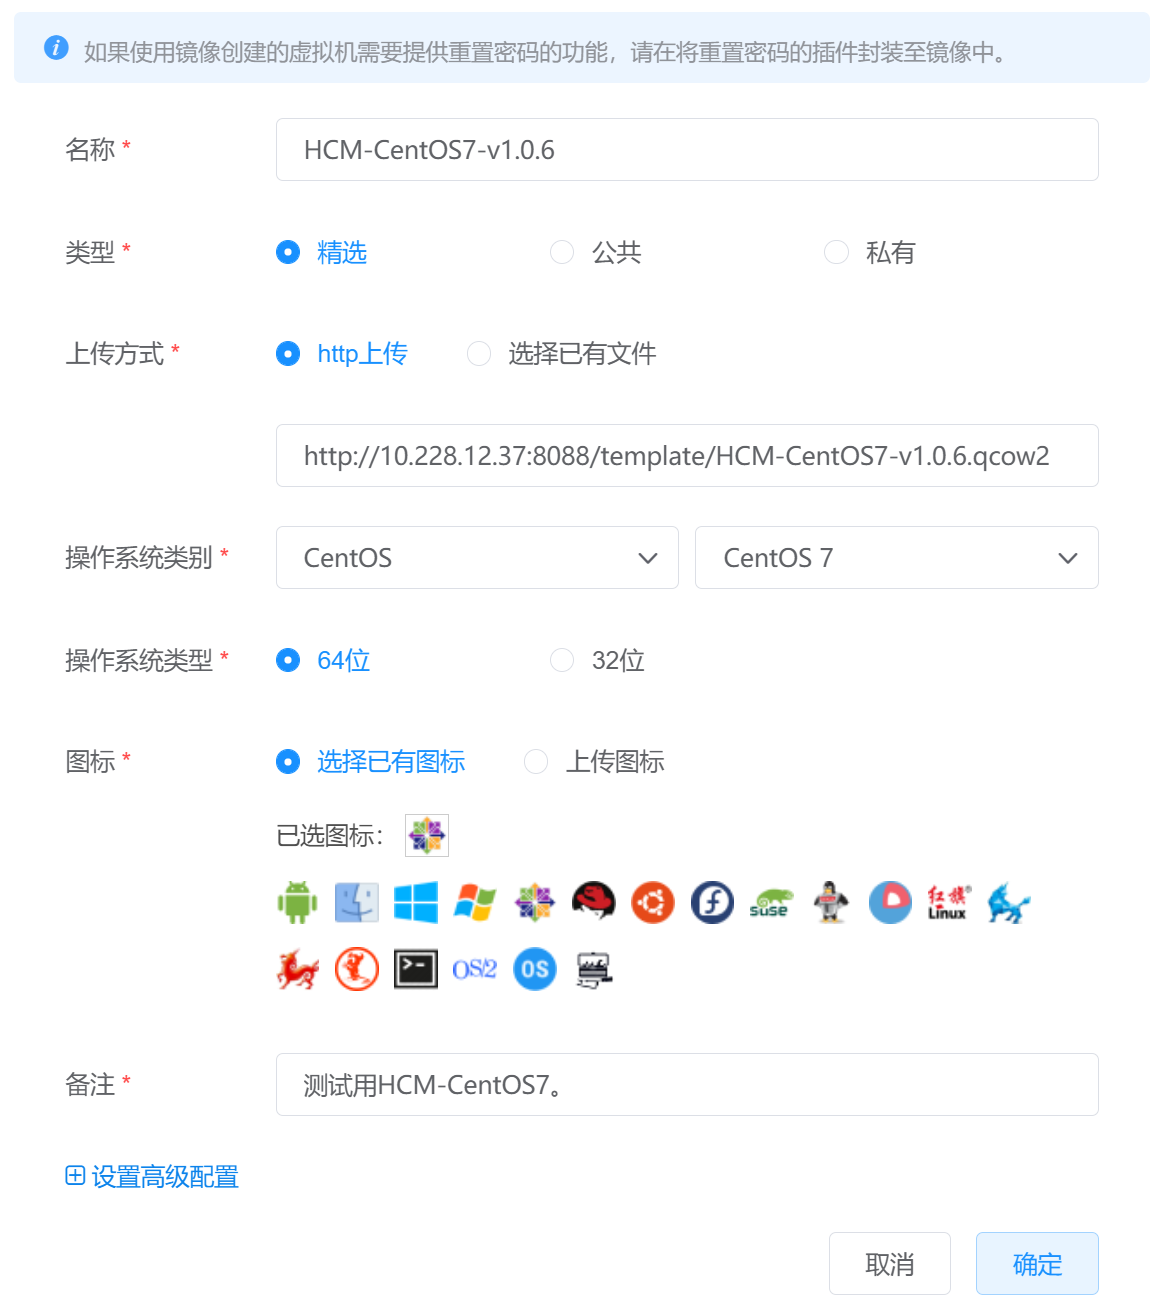 如果使用镜像创建的虚拟机需要提供重置密码的功能，请在将重置密码的插件封装至镜像中。
名称 * HCM-CentOS7-v1.0.6
类型 * 精选 公共 私有
上传方式 * http上传 选择已有文件
http://10.228.12.37:8088/template/HCM-CentOS7-v1.0.6.qcow2
操作系统类别 * CentOS CentOS 7
操作系统类型 * 64位 32位
图标 * 选择已有图标 上传图标
已选图标：
suse 红旗 Linux
OS/2 OS
备注 * 测试用HCM-CentOS7。
设置高级配置
取消 确定